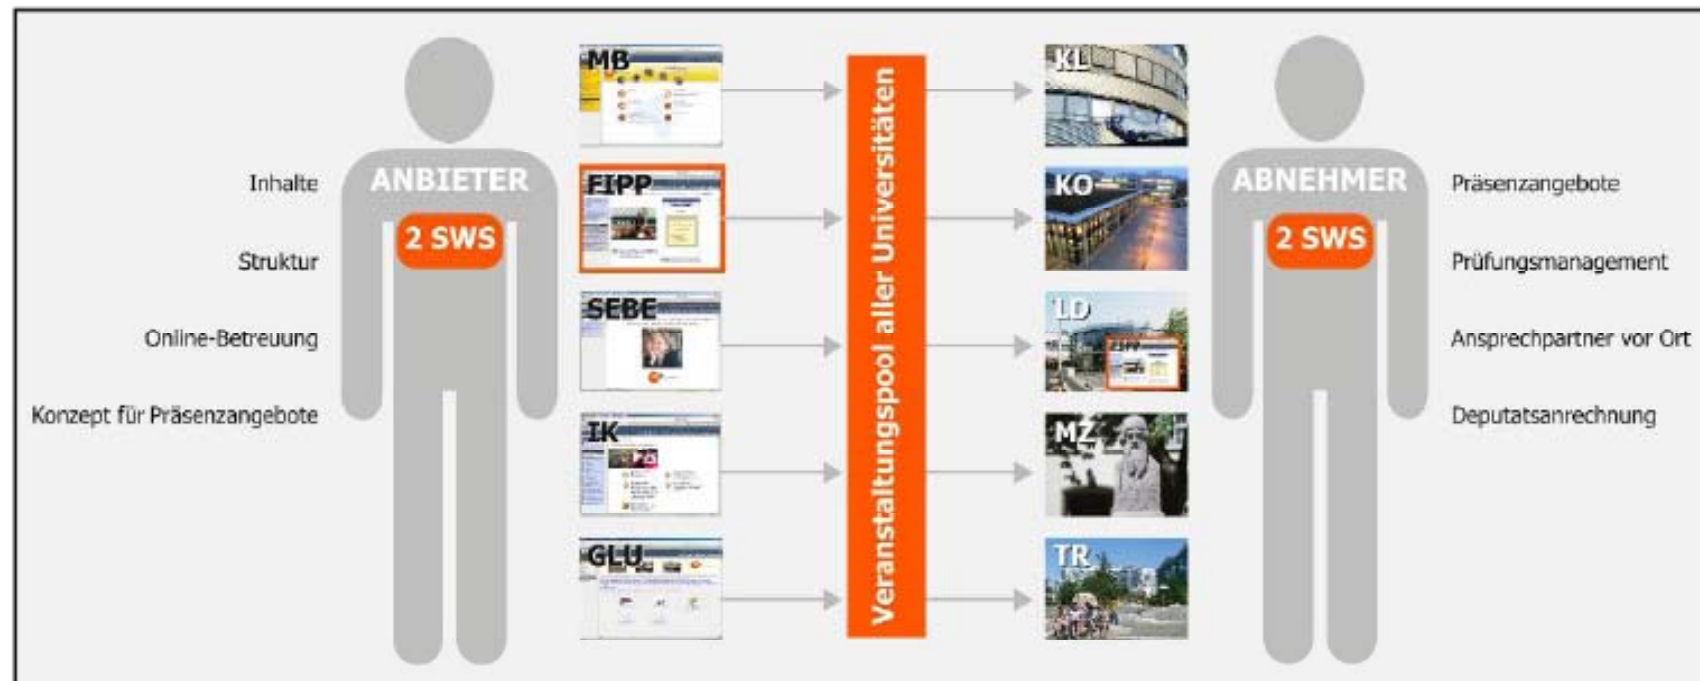 Inhalte
Struktur
Online-Betreuung
Konzept für Präsenzangebote
ANBIETER
2 SWS
MB
FIPP
SEBE
IK
GLU
Veranstaltungspool aller Universitäten
KL
KO
LD
FIPP
MZ
TR
ABNEHMER
2 SWS
Präsenzangebote
Prüfungsmanagement
Ansprechpartner vor Ort
Deputatsanrechnung